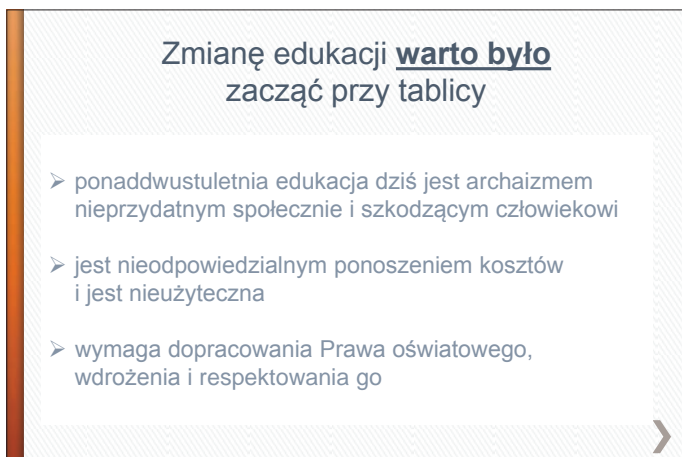 Zmianę edukacji warto było
zacząć przy tablicy
➢ ponaddwustuletnia edukacja dziś jest archaizmem
nieprzydatnym społecznie i szkodzącym człowiekowi
➢ jest nieodpowiedzialnym ponoszeniem kosztów
i jest nieużyteczna
➢ wymaga dopracowania Prawa oświatowego,
wdrożenia i respektowania go